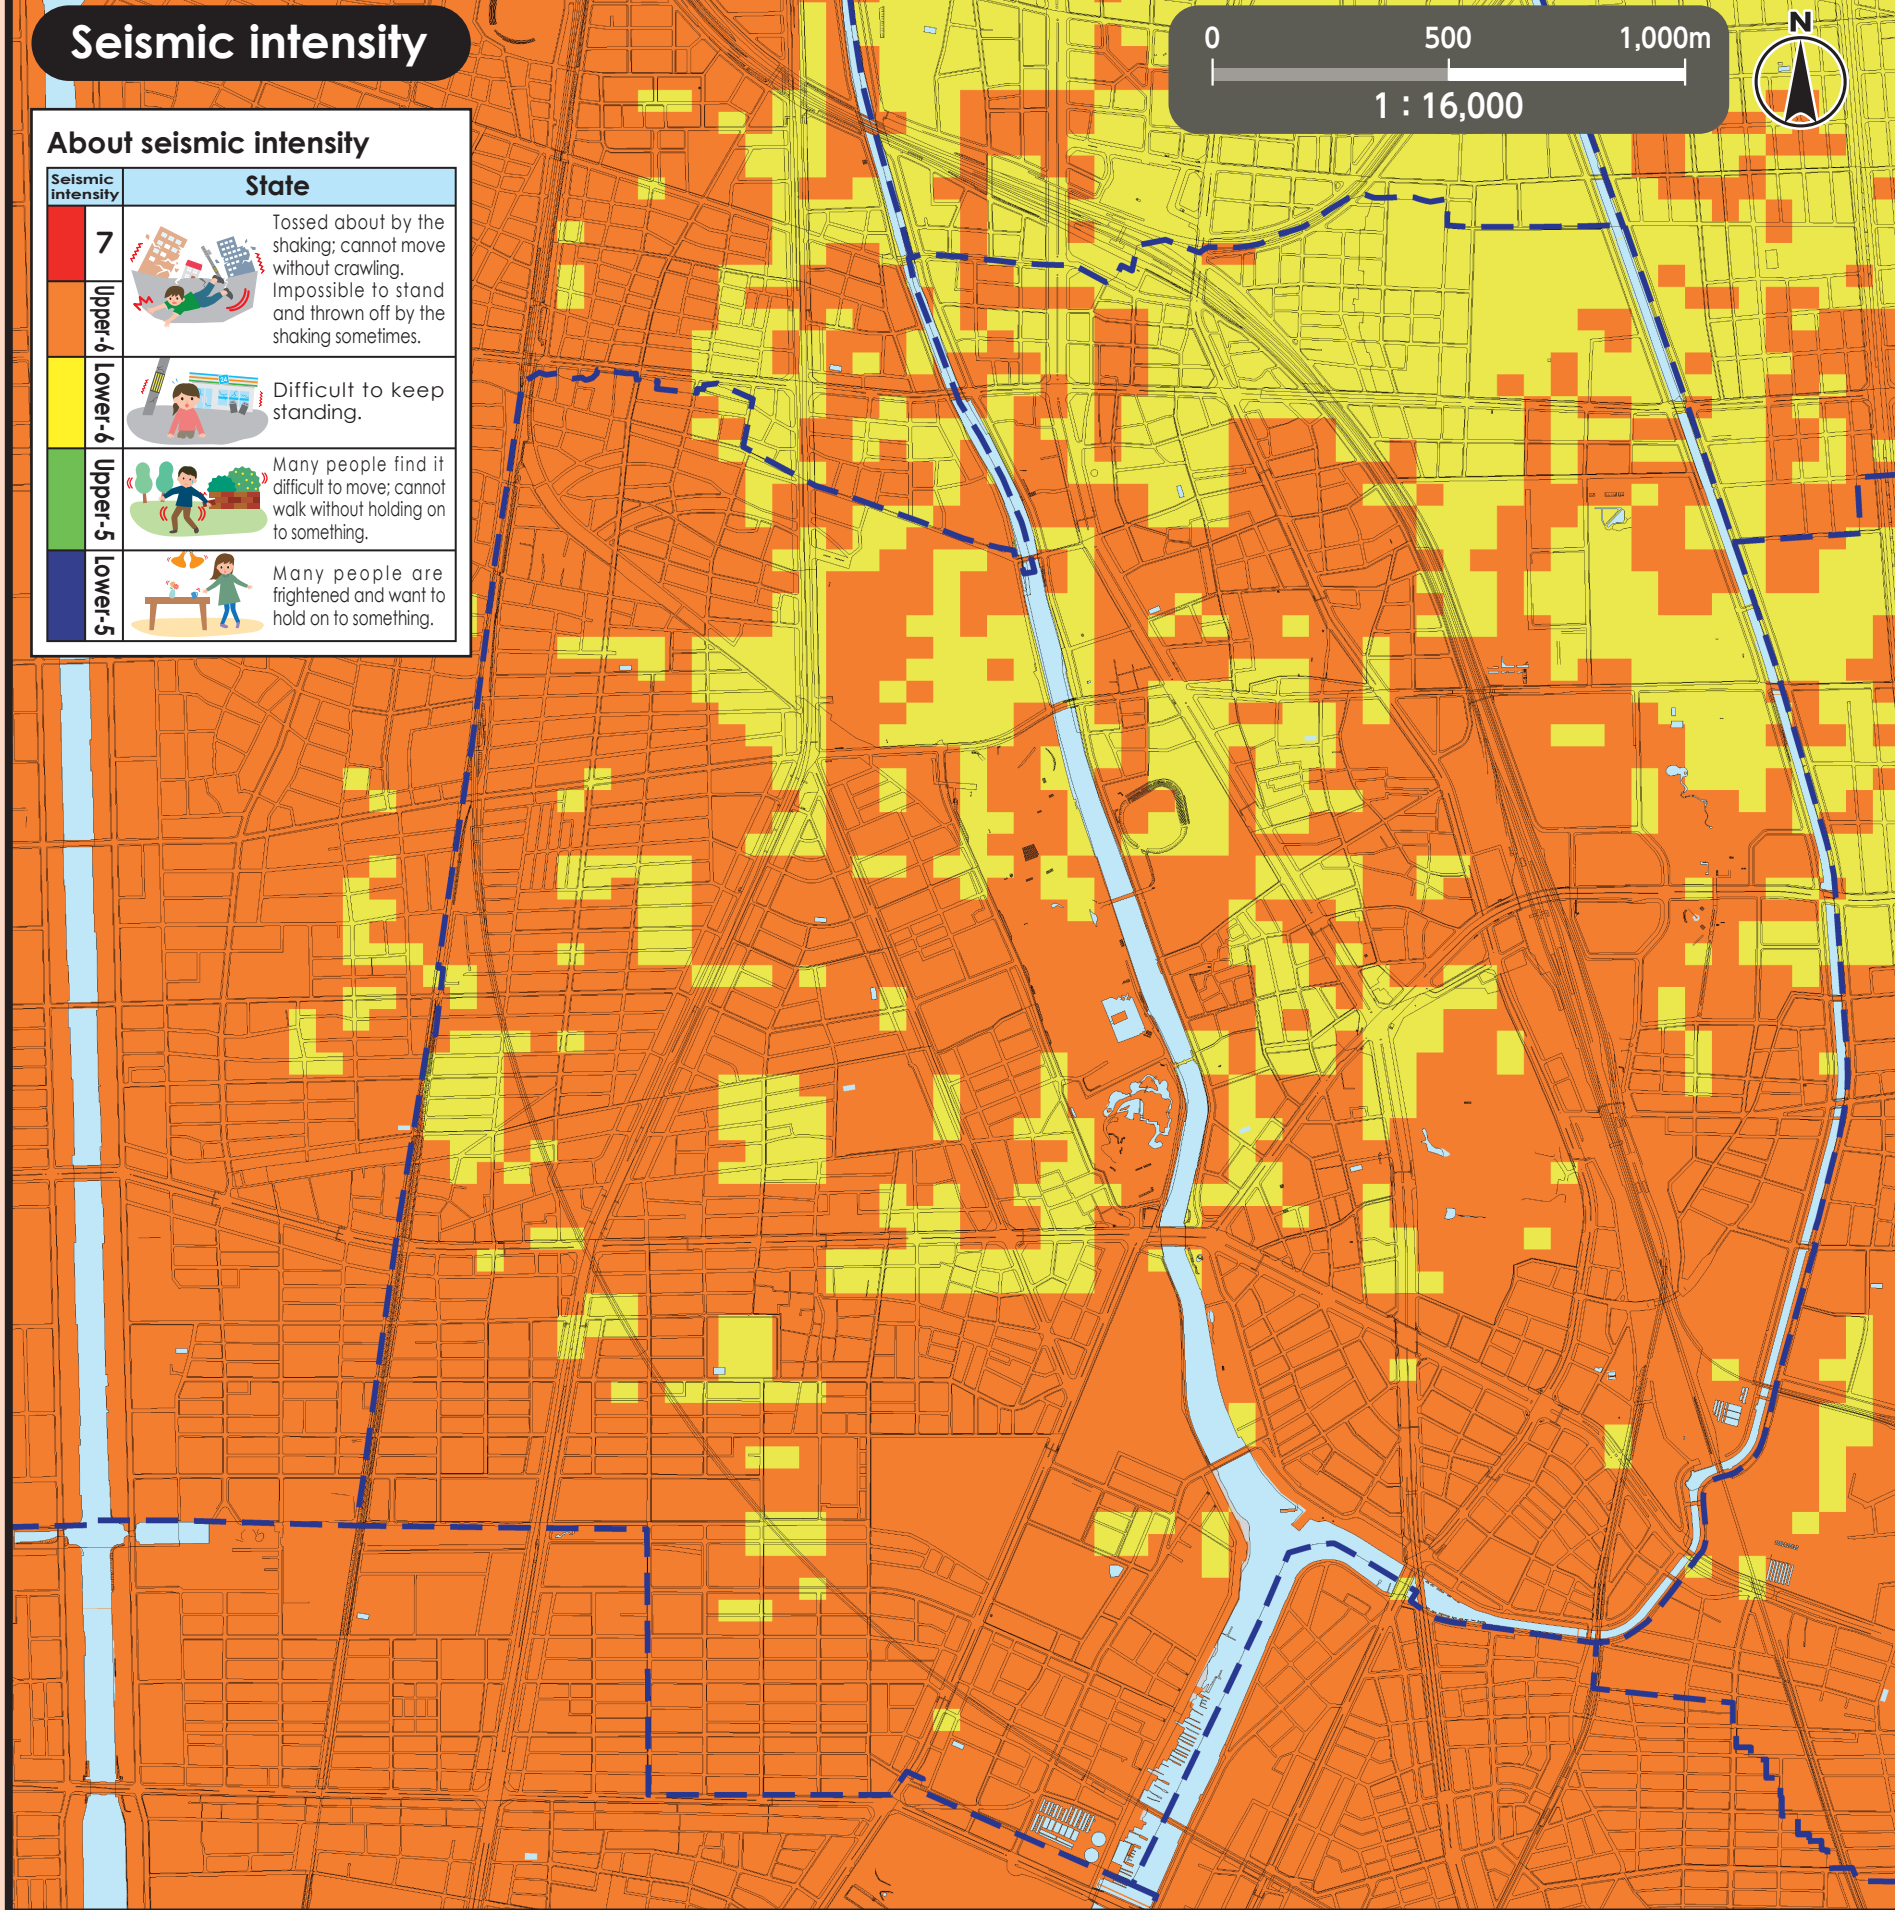 Seismic intensity
0 500 1,000m
1 : 16,000
N
About seismic intensity
Seismic
intensity
State
7
Tossed about by the
shaking; cannot move
without crawling.
Impossible to stand
and thrown off by the
shaking sometimes.
Upper-6
Lower-6
Difficult to keep
standing.
Upper-5
Many people find it
difficult to move; cannot
walk without holding on
to something.
Lower-5
Many people are
frightened and want to
hold on to something.